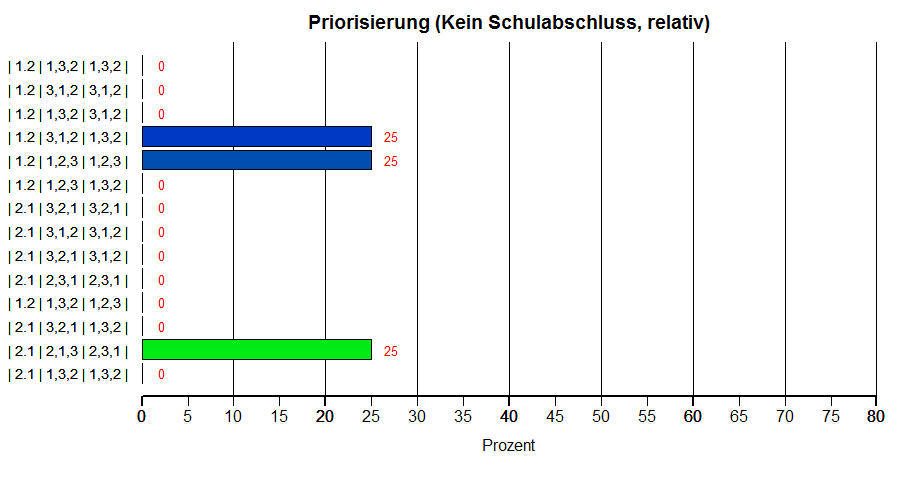 Priorisierung (Kein Schulabschluss, relativ)
| 1.2 | 1,3,2 | 1,3,2 | 0
| 1.2 | 3,1,2 | 3,1,2 | 0
| 1.2 | 1,3,2 | 3,1,2 | 0
| 1.2 | 3,1,2 | 1,3,2 | 25
| 1.2 | 1,2,3 | 1,2,3 | 25
| 1.2 | 1,2,3 | 1,3,2 | 0
| 2.1 | 3,2,1 | 3,2,1 | 0
| 2.1 | 3,1,2 | 3,1,2 | 0
| 2.1 | 3,2,1 | 3,1,2 | 0
| 2.1 | 2,3,1 | 2,3,1 | 0
| 1.2 | 1,3,2 | 1,2,3 | 0
| 2.1 | 3,2,1 | 1,3,2 | 0
| 2.1 | 2,1,3 | 2,3,1 | 25
| 2.1 | 1,3,2 | 1,3,2 | 0
0 5 10 15 20 25 30 35 40 45 50 55 60 65 70 75 80
Prozent